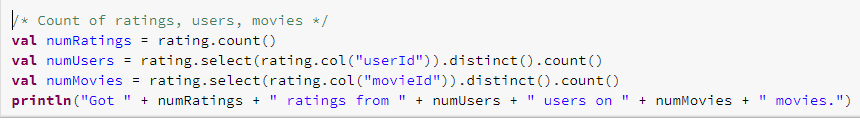 /* Count of ratings, users, movies */
val numRatings = rating.count()
val numUsers = rating.select(rating.col("userId")).distinct().count()
val numMovies = rating.select(rating.col("movieId")).distinct().count()
println("Got " + numRatings + " ratings from " + numUsers + " users on " + numMovies + " movies.")